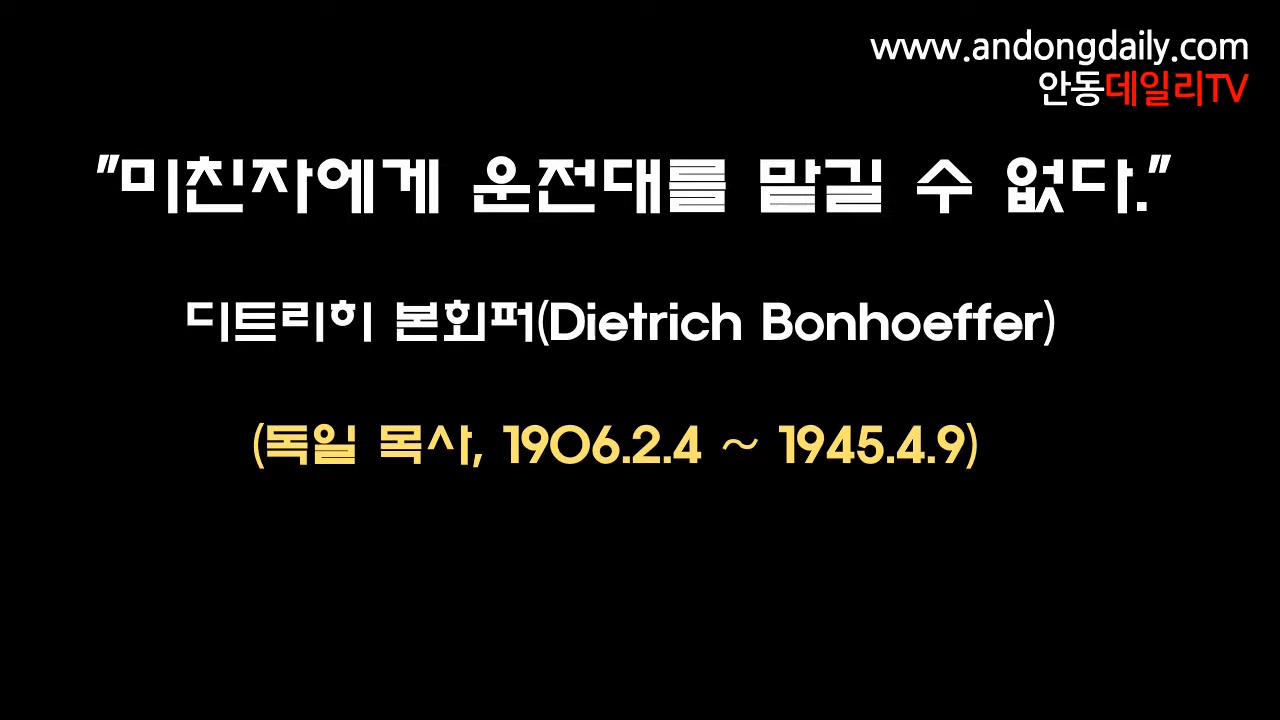 www.andongdaily.com
안동데일리TV
"미친자에게 운전대를 맡길 수 없다."
디트리히 본회퍼(Dietrich Bonhoeffer)
(독일 목사, 1906.2.4 ~ 1945.4.9)